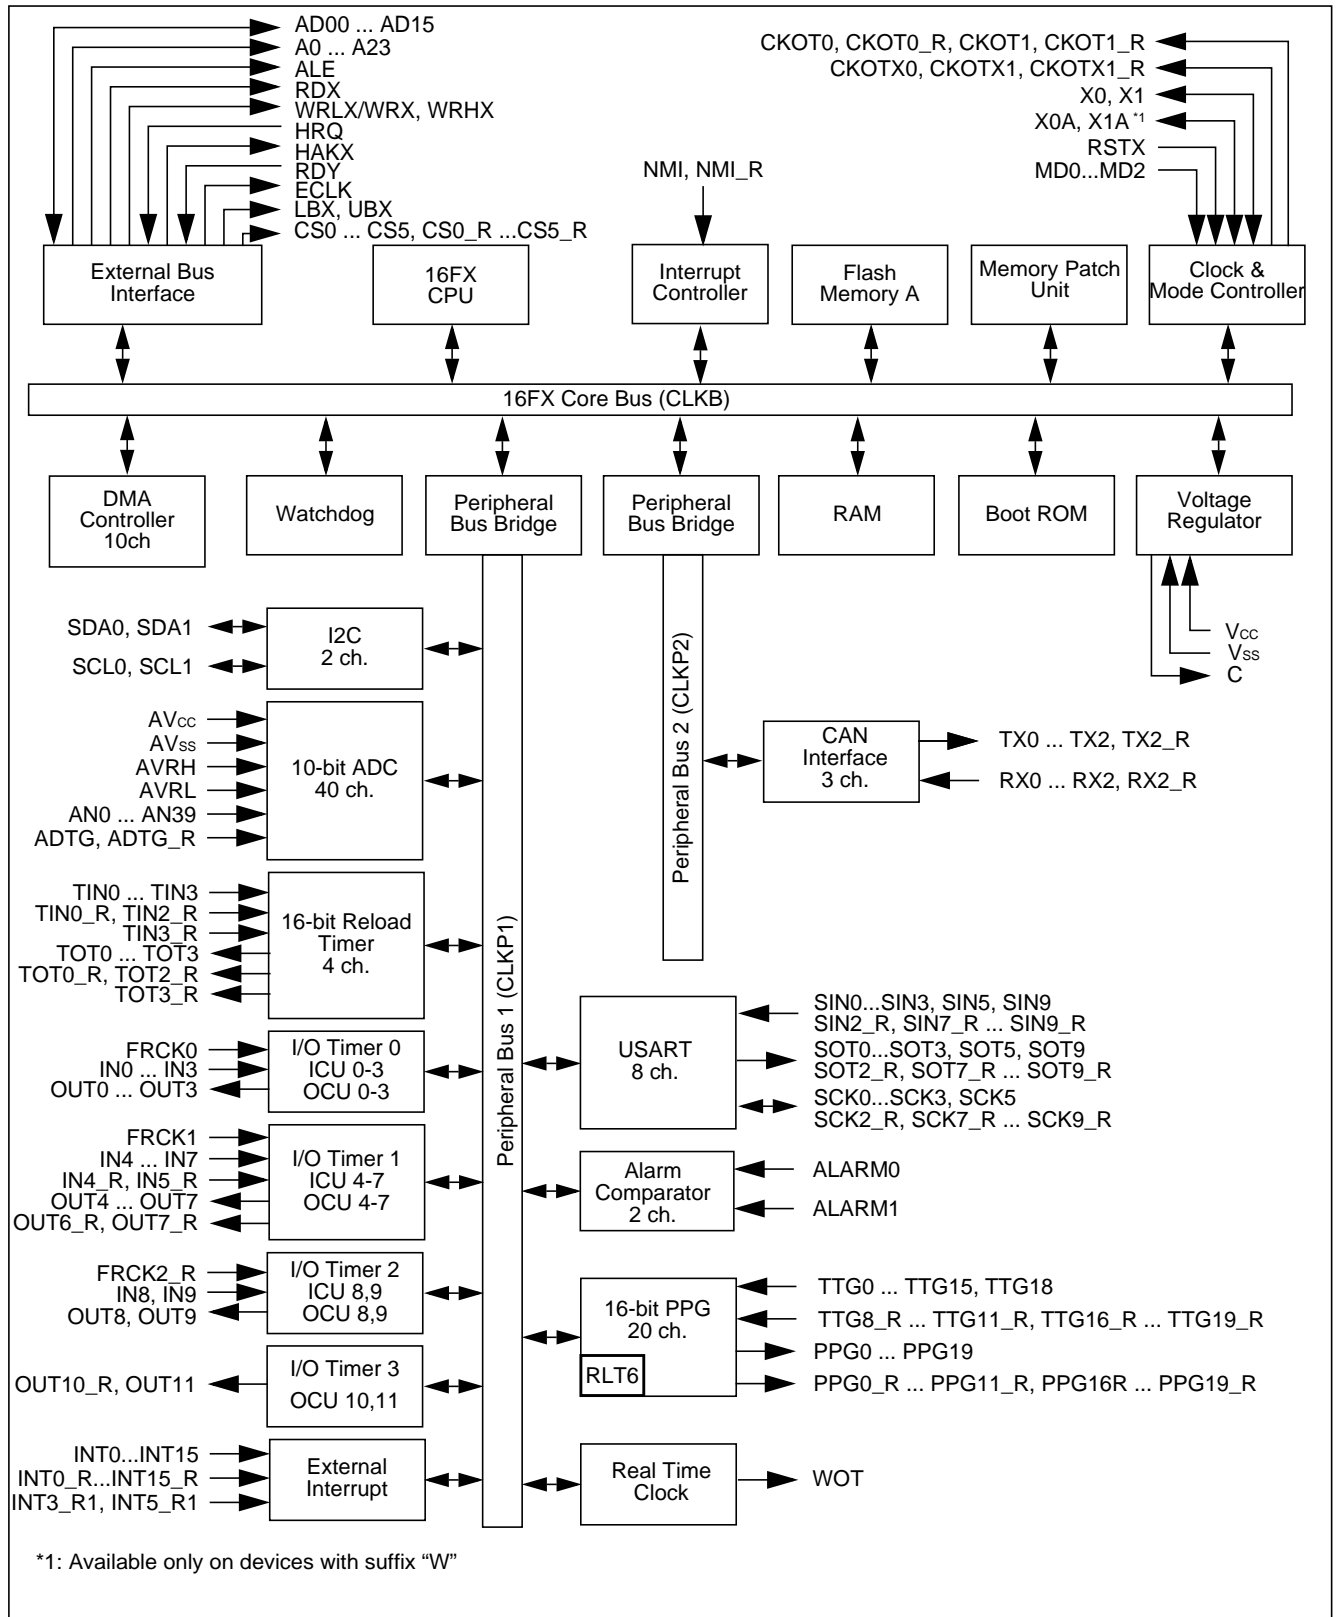 AD00 ... AD15
A0 ... A23
ALE
RDX
WRLX/WRX, WRHX
HRQ
HAKX
RDY
ECLK
LBX, UBX
CS0 ... CS5, CS0_R ...CS5_R
NMI, NMI_R
CKOT0, CKOT0_R, CKOT1, CKOT1_R
CKOTX0, CKOTX1, CKOTX1_R
X0, X1
X0A, X1A *1
RSTX
MD0...MD2
External Bus
Interface
16FX
CPU
Interrupt
Controller
Flash
Memory A
Memory Patch
Unit
Clock &
Mode Controller
16FX Core Bus (CLKB)
DMA
Controller
10ch
Watchdog
Peripheral
Bus Bridge
Peripheral
Bus Bridge
RAM
Boot ROM
Voltage
Regulator
VCC
VSS
C
Peripheral Bus 1 (CLKP1)
Peripheral Bus 2 (CLKP2)
SDA0, SDA1
SCL0, SCL1
I2C
2 ch.
AVCC
AVSS
AVRH
AVRL
AN0 ... AN39
ADTG, ADTG_R
10-bit ADC
40 ch.
TIN0 ... TIN3
TIN0_R, TIN2_R
TIN3_R
TOT0 ... TOT3
TOT0_R, TOT2_R
TOT3_R
16-bit Reload
Timer
4 ch.
FRCK0
IN0 ... IN3
OUT0 ... OUT3
I/O Timer 0
ICU 0-3
OCU 0-3
FRCK1
IN4 ... IN7
IN4_R, IN5_R
OUT4 ... OUT7
OUT6_R, OUT7_R
I/O Timer 1
ICU 4-7
OCU 4-7
FRCK2_R
IN8, IN9
OUT8, OUT9
I/O Timer 2
ICU 8,9
OCU 8,9
OUT10_R, OUT11
I/O Timer 3
OCU 10,11
INT0...INT15
INT0_R...INT15_R
INT3_R1, INT5_R1
External
Interrupt
CAN
Interface
3 ch.
TX0 ... TX2, TX2_R
RX0 ... RX2, RX2_R
USART
8 ch.
SIN0...SIN3, SIN5, SIN9
SIN2_R, SIN7_R ... SIN9_R
SOT0...SOT3, SOT5, SOT9
SOT2_R, SOT7_R ... SOT9_R
SCK0...SCK3, SCK5
SCK2_R, SCK7_R ... SCK9_R
Alarm
Comparator
2 ch.
ALARM0
ALARM1
16-bit PPG
20 ch.
RLT6
TTG0 ... TTG15, TTG18
TTG8_R ... TTG11_R, TTG16_R ... TTG19_R
PPG0 ... PPG19
PPG0_R ... PPG11_R, PPG16R ... PPG19_R
Real Time
Clock
WOT
*1: Available only on devices with suffix “W”